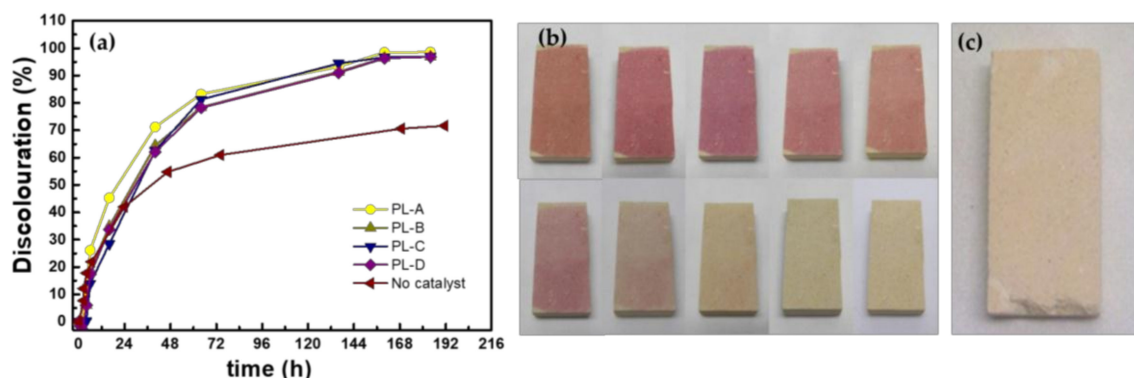 (a)
Discolouration (%)
110
100
90
80
70
60
50
40
30
20
10
0
PL-A
PL-B
PL-C
PL-D
No catalyst
0 24 48 72 96 120 144 168 192 216
time (h)
(b)
(c)